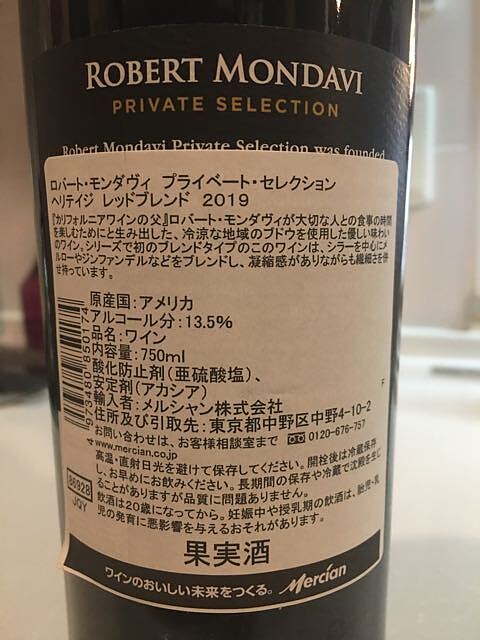 ROBERT MONDAVI
PRIVATE SELECTION
Robert Mondavi Private Selection was founded
ロバート・モンダヴィ プライベート・セレクション
ヘリテイジ レッドブレンド 2019
『カリフォルニアワインの父』ロバート・モンダヴィが大切な人との食事の時間
を楽しむためにと生み出した、冷涼な地域のブドウを使用した優しい味わい
のワイン。シリーズで初のブレンドタイプのこのワインは、シラーを中心にメ
ルローやジンファンデルなどをブレンドし、凝縮感がありながらも繊細さを併
せ持っています。
原産国:アメリカ
アルコール分:13.5%
品名:ワイン
内容量:750ml
酸化防止剤(亜硫酸塩)、
安定剤(アカシア)
輸入者:メルシャン株式会社
住所及び引取先:東京都中野区中野4-10-2
お問い合わせは、お客様相談室まで 0120-676-757
www.mercian.co.jp
高温・直射日光を避けて保存してください。開栓後は冷蔵保存
し、お早めにお飲みください。長期間の保存や冷蔵で沈殿を生じ
ることがありますが品質に問題ありません。
飲酒は20歳になってから。妊娠中や授乳期の飲酒は、胎児・乳
児の発育に悪影響を与えるおそれがあります。
4973480185014
F
86928
JQY
果実酒
ワインのおいしい未来をつくる。 Mercian